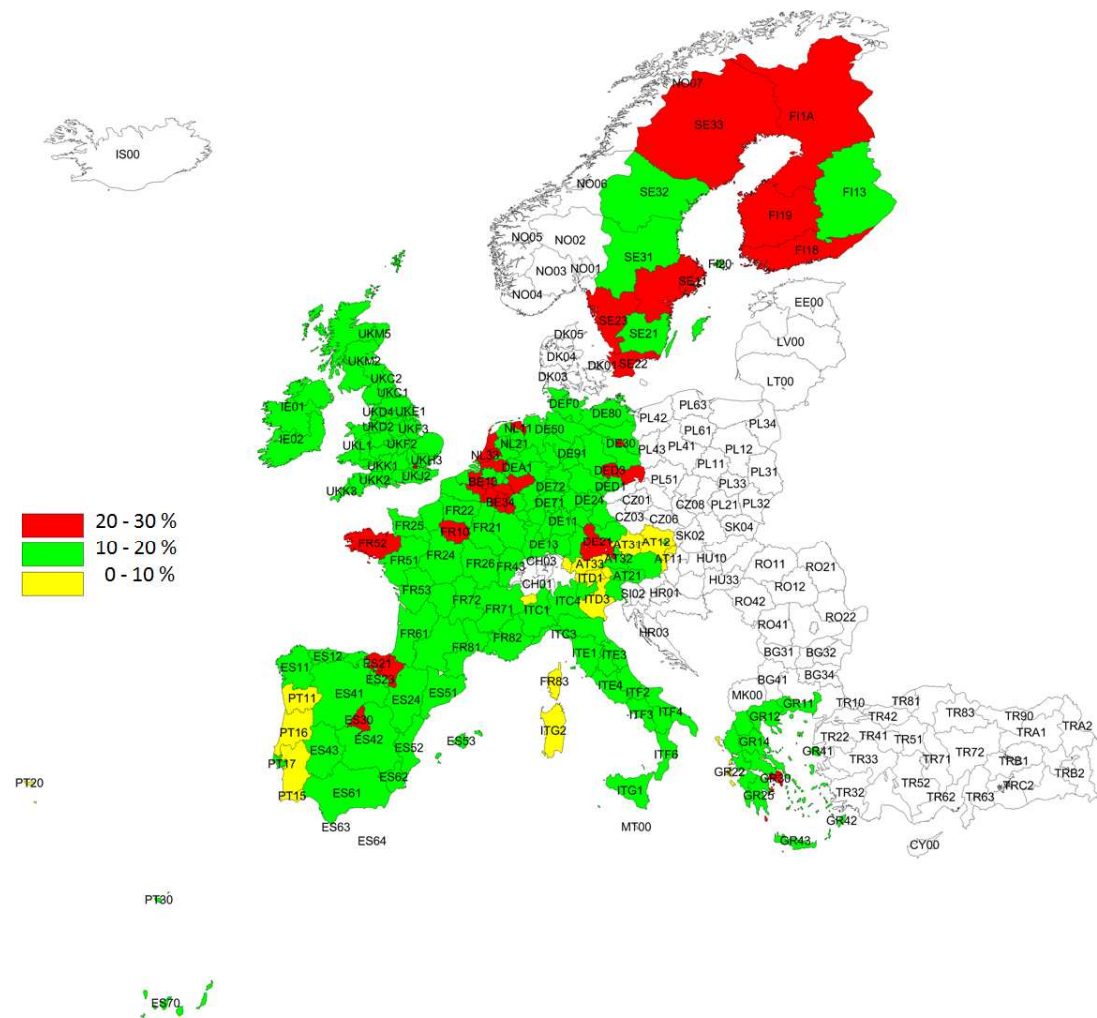 NO07
IS00
SE33
FI1A
NO06
SE32
FI13
FI19
NO05
NO02
SE31
FI18
FI20
NO03
NO01
SE11
NO04
EE00
UKM5
SE23
DK05
SE21
LV00
UKM2
DK04
DK01
SE22
DK03
LT00
UKC2
UKC1
IE01
UKD4
UKE1
DEF0
DE80
PL63
PL42
UKD2
UKF3
NL11
DE50
DE30
PL61
PL34
IE02
UKL1
UKF2
NL21
DE91
PL43
PL41
PL12
UKH3
NL33
DEA1
DED3
PL11
PL31
UKK1
UKJ2
UKK2
BE10
DE72
DED1
PL51
PL33
UKK3
BE34
DE71
DE24
CZ01
CZ08
PL21
PL32
20 - 30 %
FR25
FR22
FR10
FR21
DE11
CZ03
CZ06
SK04
10 - 20 %
FR52
FR24
DE13
DE21
AT31
AT12
SK02
0 - 10 %
FR51
FR26
FR43
CH03
AT33
AT32
AT11
HU10
RO11
RO21
CH01
ITD1
AT21
HU33
RO12
FR53
FR72
FR71
ITC1
ITC4
ITD3
SI02
HR01
RO42
RO41
RO22
FR61
FR81
FR82
ITC3
HR03
ITE1
ITE3
BG31
BG32
ES11
ES12
ES21
ES23
FR83
ITE4
ITF2
BG41
BG34
PT11
ES41
ES24
ES51
MK00
GR11
TR10
TR81
ES30
ITG2
ITF3
ITF4
GR12
TR42
TR83
TR90
TRA2
PT16
ES42
ES53
GR14
TR22
TR41
TR51
TRA1
ES43
ES52
ITF6
GR41
TR33
TR71
TR72
TRB1
PT17
ES62
GR22
GR30
TRB2
PT20
PT15
ES61
ITG1
GR25
TR32
TR52
TR62
TR63
TRC2
ES63
MT00
GR42
ES64
GR43
CY00
PT30
ES70